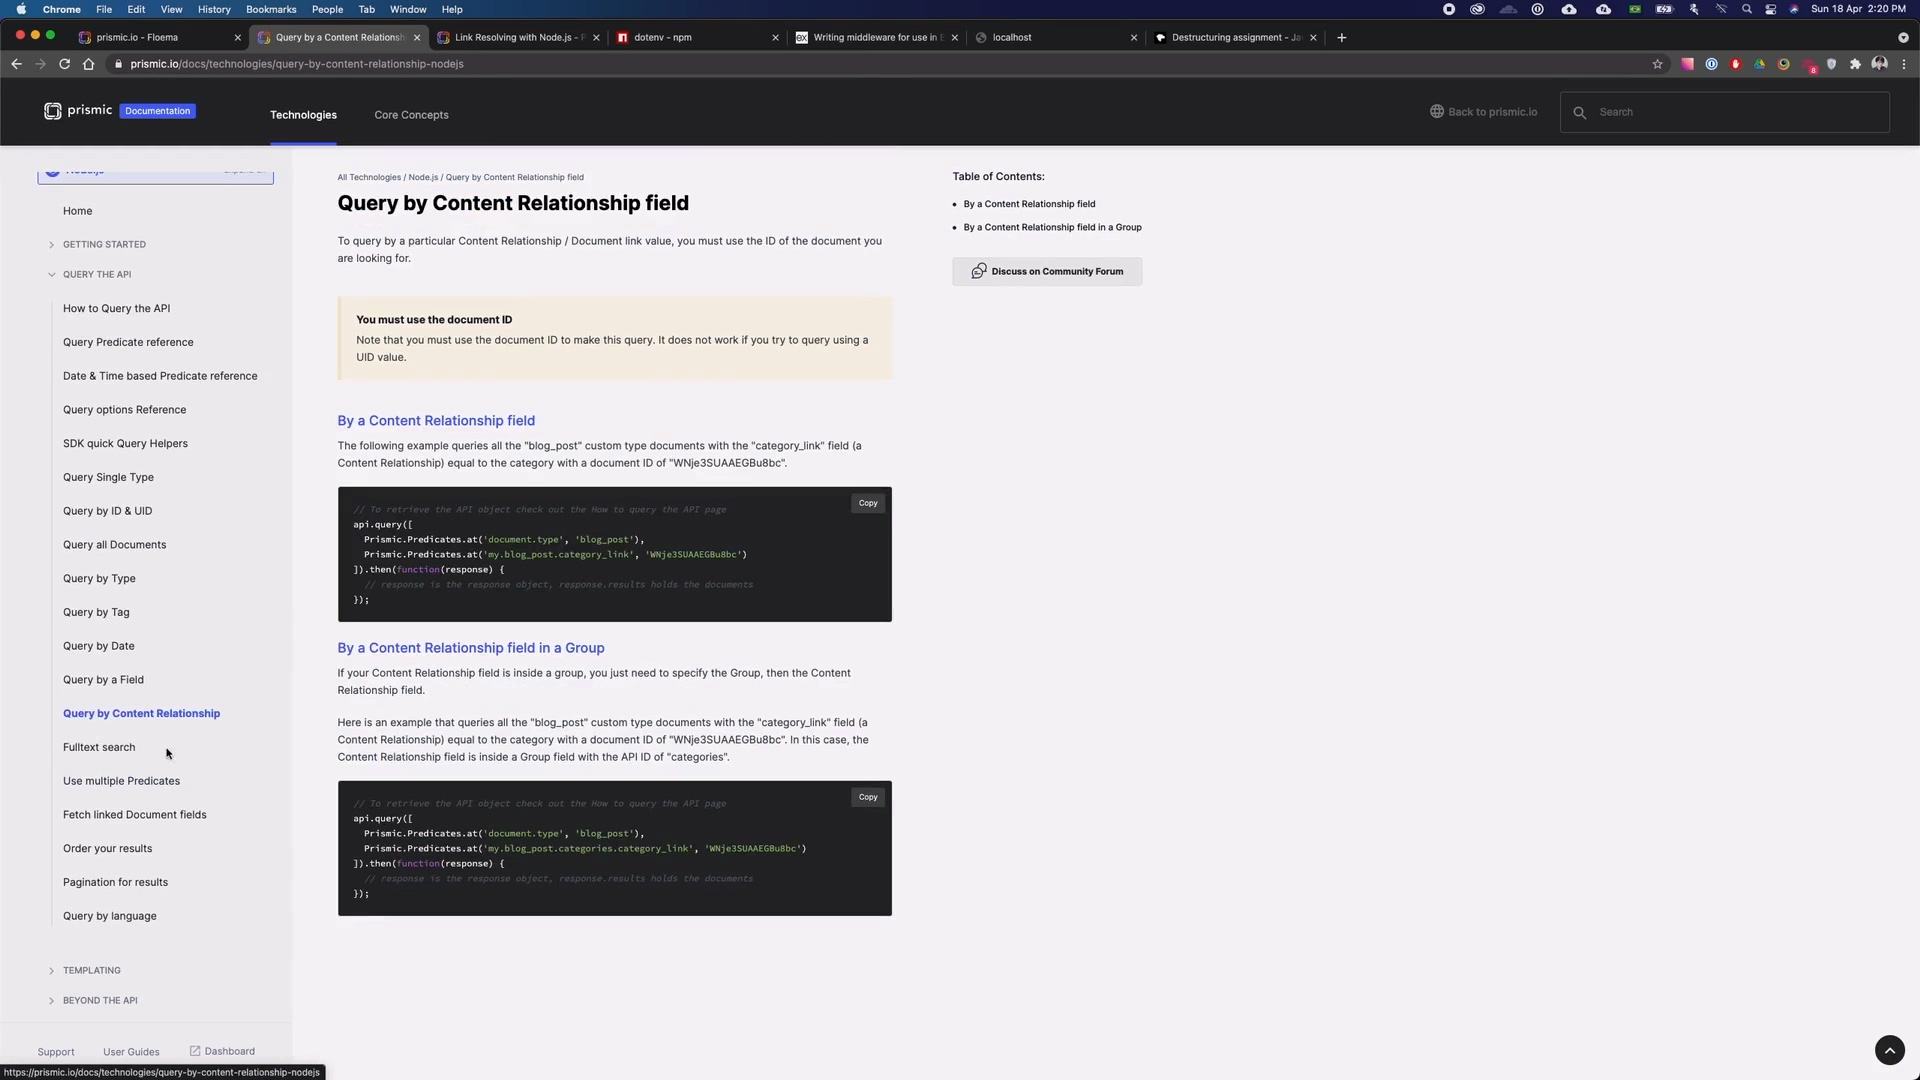 Chrome File Edit View History Bookmarks People Tab Window Help
Sun 18 Apr 2:20 PM
prismic.io - Floema
Query by a Content Relationsh
Link Resolving with Node.js - P
dotenv - npm
Writing middleware for use in E
localhost
Destructuring assignment - Ja
prismic.io/docs/technologies/query-by-content-relationship-nodejs
8
prismic Documentation
Technologies
Core Concepts
Back to prismic.io
Search
Home
GETTING STARTED
QUERY THE API
How to Query the API
Query Predicate reference
Date & Time based Predicate reference
Query options Reference
SDK quick Query Helpers
Query Single Type
Query by ID & UID
Query all Documents
Query by Type
Query by Tag
Query by Date
Query by a Field
Query by Content Relationship
Fulltext search
Use multiple Predicates
Fetch linked Document fields
Order your results
Pagination for results
Query by language
TEMPLATING
BEYOND THE API
Support
User Guides
Dashboard
https://prismic.io/docs/technologies/query-by-content-relationship-nodejs
All Technologies / Node.js / Query by Content Relationship field
Query by Content Relationship field
To query by a particular Content Relationship / Document link value, you must use the ID of the document you
are looking for.
You must use the document ID
Note that you must use the document ID to make this query. It does not work if you try to query using a
UID value.
By a Content Relationship field
The following example queries all the "blog_post" custom type documents with the "category_link" field (a
Content Relationship) equal to the category with a document ID of "WNje3SUAAEGBu8bc".
Copy
// To retrieve the API object check out the How to query the API page
api.query([
Prismic.Predicates.at('document.type', 'blog_post'),
Prismic.Predicates.at('my.blog_post.category_link', 'WNje3SUAAEGBu8bc')
]).then(function(response) {
// response is the response object, response.results holds the documents
});
By a Content Relationship field in a Group
If your Content Relationship field is inside a group, you just need to specify the Group, then the Content
Relationship field.
Here is an example that queries all the "blog_post" custom type documents with the "category_link" field (a
Content Relationship) equal to the category with a document ID of "WNje3SUAAEGBu8bc". In this case, the
Content Relationship field is inside a Group field with the API ID of "categories".
Copy
// To retrieve the API object check out the How to query the API page
api.query([
Prismic.Predicates.at('document.type', 'blog_post'),
Prismic.Predicates.at('my.blog_post.categories.category_link', 'WNje3SUAAEGBu8bc')
]).then(function(response) {
// response is the response object, response.results holds the documents
});
Table of Contents:
By a Content Relationship field
By a Content Relationship field in a Group
Discuss on Community Forum